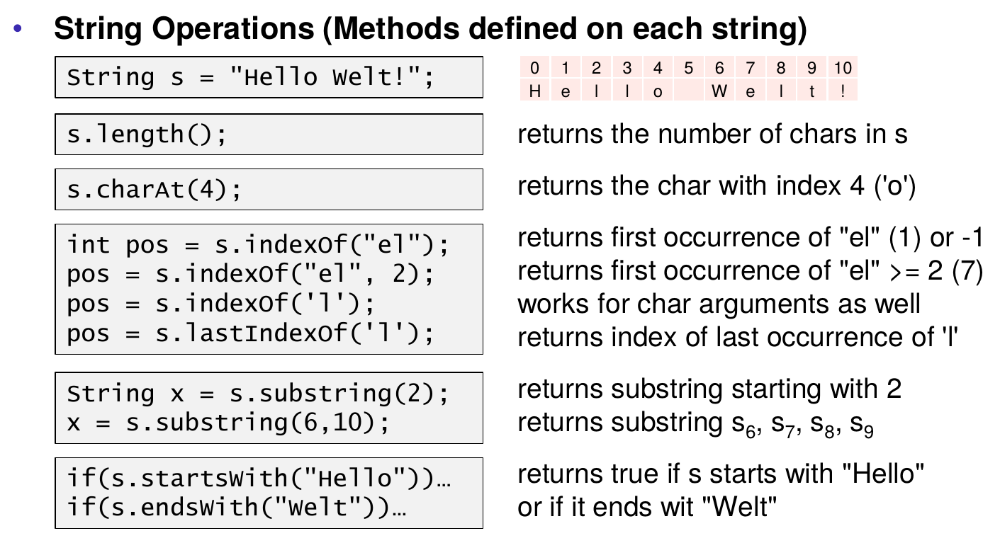 • String Operations (Methods defined on each string)
String s = "Hello Welt!";
0 1 2 3 4 5 6 7 8 9 10
H e l l o W e l t !
s.length();
returns the number of chars in s
s.charAt(4);
returns the char with index 4 ('o')
int pos = s.indexOf("el");
returns first occurrence of "el" (1) or -1
pos = s.indexOf("el", 2);
returns first occurrence of "el" >= 2 (7)
pos = s.indexOf('l');
works for char arguments as well
pos = s.lastIndexOf('l');
returns index of last occurrence of 'l'
String x = s.substring(2);
returns substring starting with 2
x = s.substring(6,10);
returns substring s₆, s₇, s₈, s₉
if(s.startsWith("Hello"))…
returns true if s starts with "Hello"
if(s.endsWith("Welt"))…
or if it ends wit "Welt"